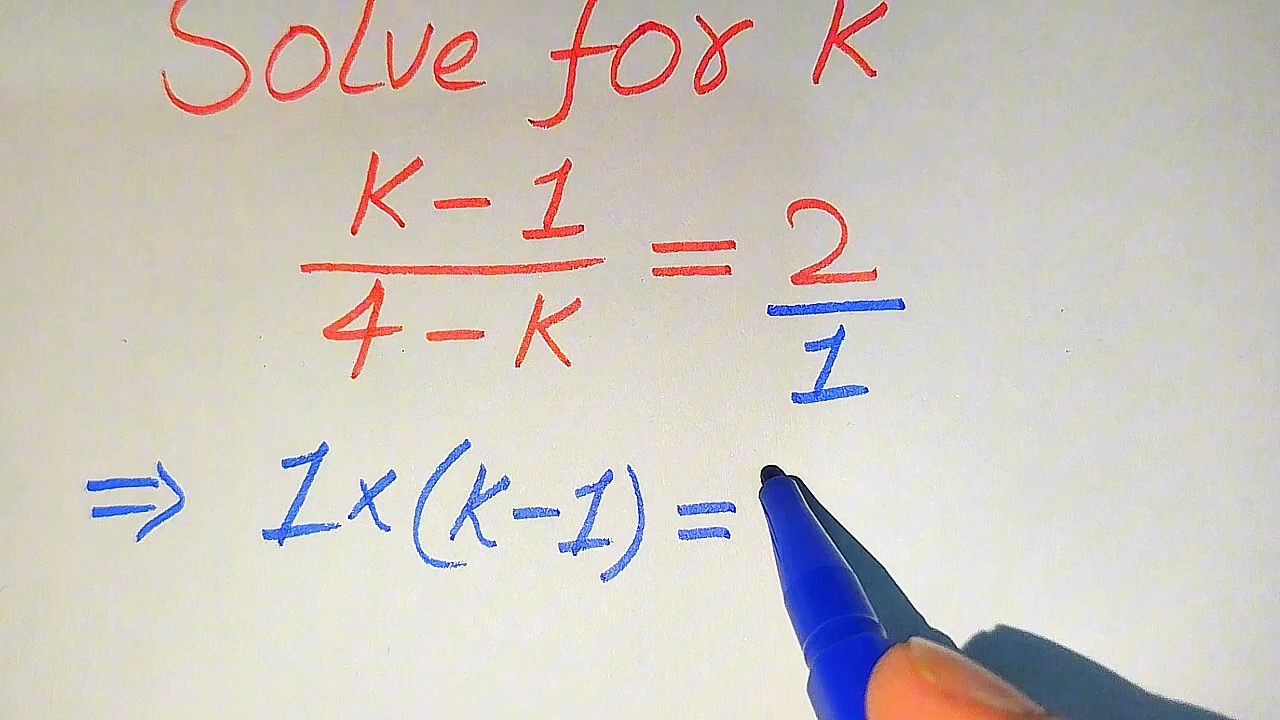 Solve for K
K - 1 / 4 - K = 2 / 1
⇒ 1 × (K - 1) =